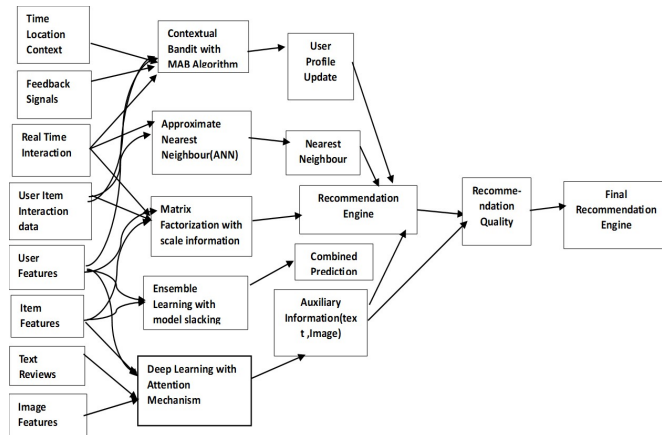 Time
Location
Context
Feedback
Signals
Real Time
Interaction
User Item
Interaction
data
User
Features
Item
Features
Text
Reviews
Image
Features
Contextual
Bandit with
MAB Algorithm
Approximate
Nearest
Neighbour(ANN)
Matrix
Factorization with
scale information
Ensemble
Learning with
model slacking
Deep Learning with
Attention
Mechanism
User
Profile
Update
Nearest
Neighbour
Recommendation
Engine
Combined
Prediction
Auxiliary
Information(tex
t ,Image)
Recomme-
ndation
Quality
Final
Recommendation
Engine